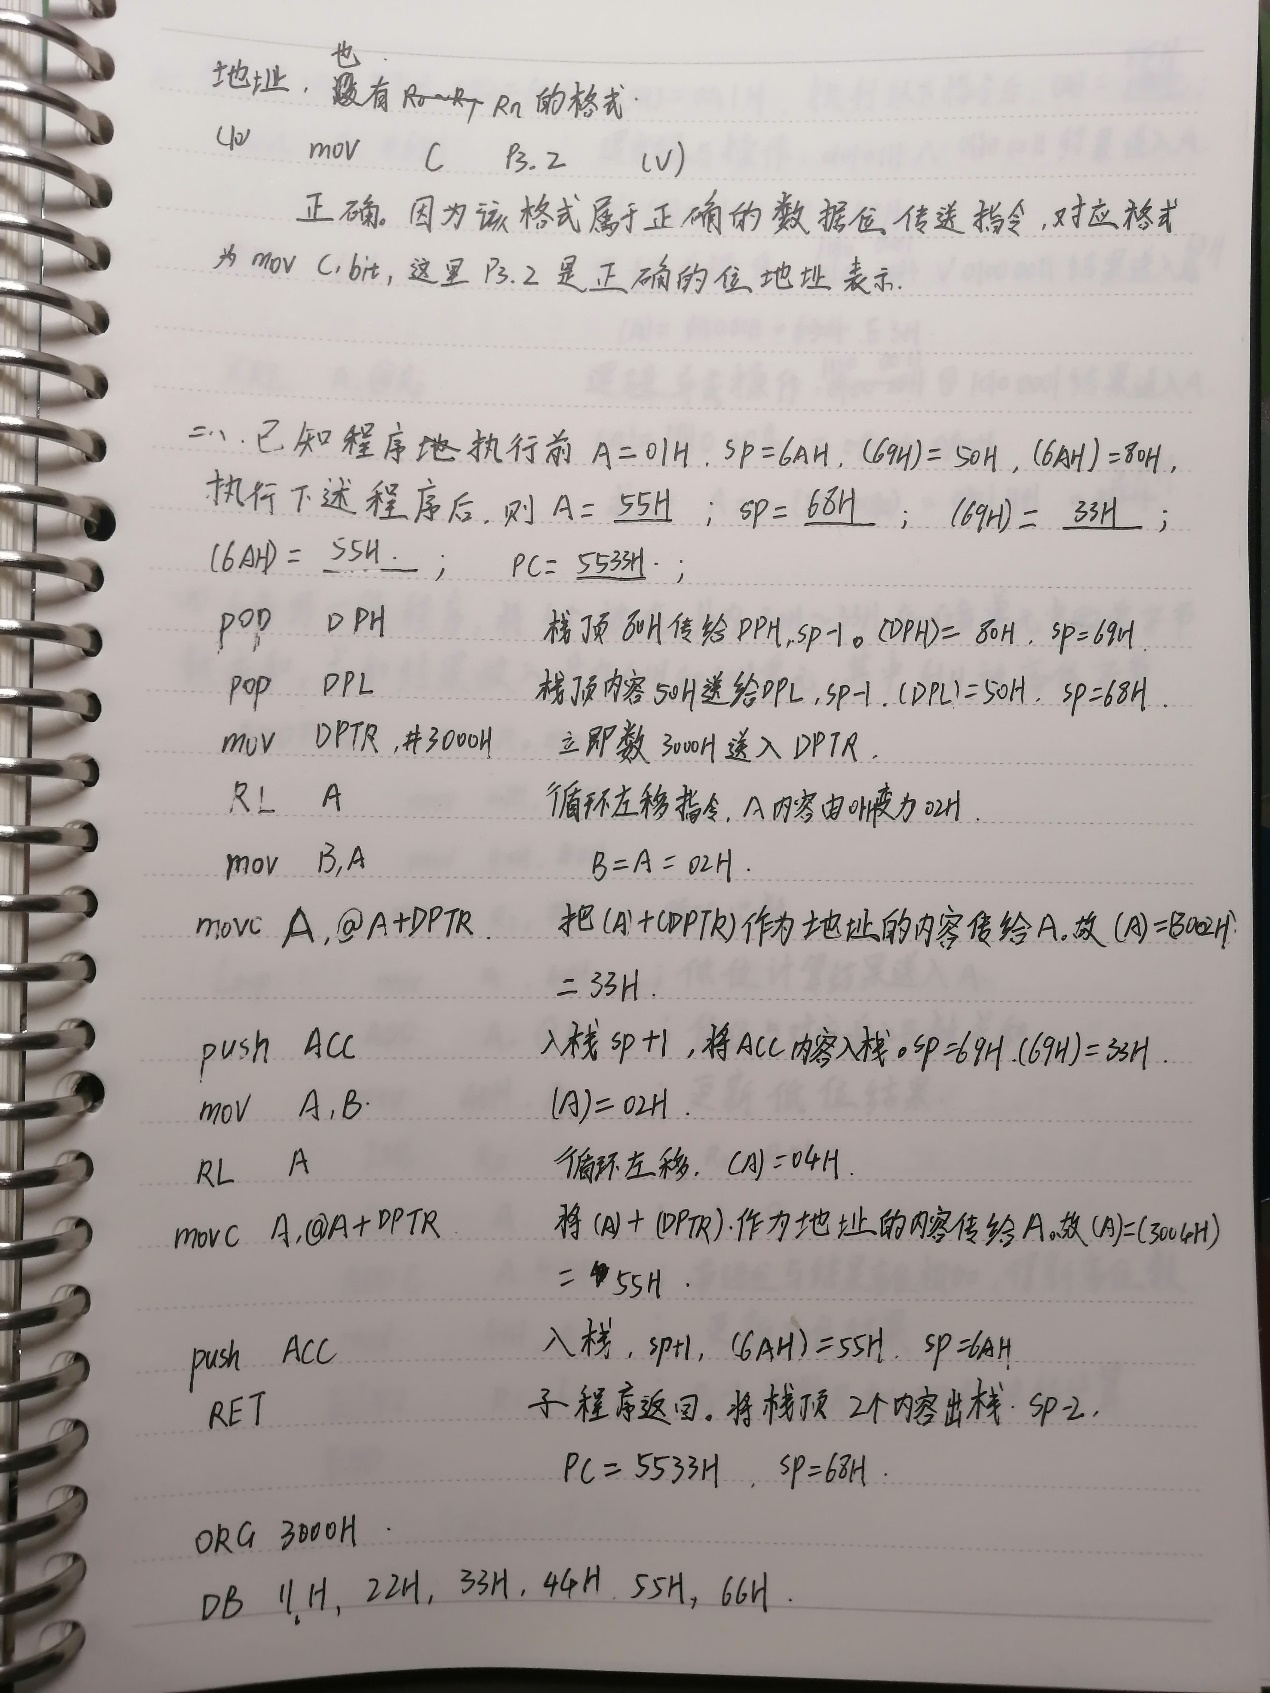 也
地址,没有 Rn 的格式.
(10) mov C P3.2 (√)
正确。因为该格式属于正确的数据位传送指令,对应格式
为 mov C, bit, 这里 P3.2 是正确的位地址表示.
二、已知程序地执行前 A=01H, SP=6AH, (69H)=50H, (6AH)=80H,
执行下述程序后,则 A= 55H ; SP= 68H ; (69H)= 33H ;
(6AH)= 55H. ; PC= 5533H. ;
POP DPH 栈顶 80H 传给 DPH, SP-1。(DPH)=80H. SP=69H
POP DPL 栈顶内容 50H 送给 DPL, SP-1. (DPL)=50H. SP=68H.
mov DPTR, #3000H 立即数 3000H 送入 DPTR.
RL A 循环左移指令, A 内容由 01H 变为 02H.
mov B,A B=A=02H.
movc A,@A+DPTR. 把 (A)+(DPTR) 作为地址的内容传给 A。故 (A)=(3002H)
=33H.
push ACC 入栈 SP+1, 将 ACC 内容入栈。SP=69H.(69H)=33H.
mov A,B. (A)=02H.
RL A 循环左移. (A)=04H.
movc A,@A+DPTR 将 (A)+(DPTR).作为地址的内容传给 A。故 (A)=(3004H)
=55H.
push ACC 入栈, SP+1, (6AH)=55H. SP=6AH
RET 子程序返回。将栈顶 2个内容出栈. SP-2.
PC=5533H, SP=68H.
ORG 3000H.
DB 11H, 22H, 33H, 44H 55H, 66H.